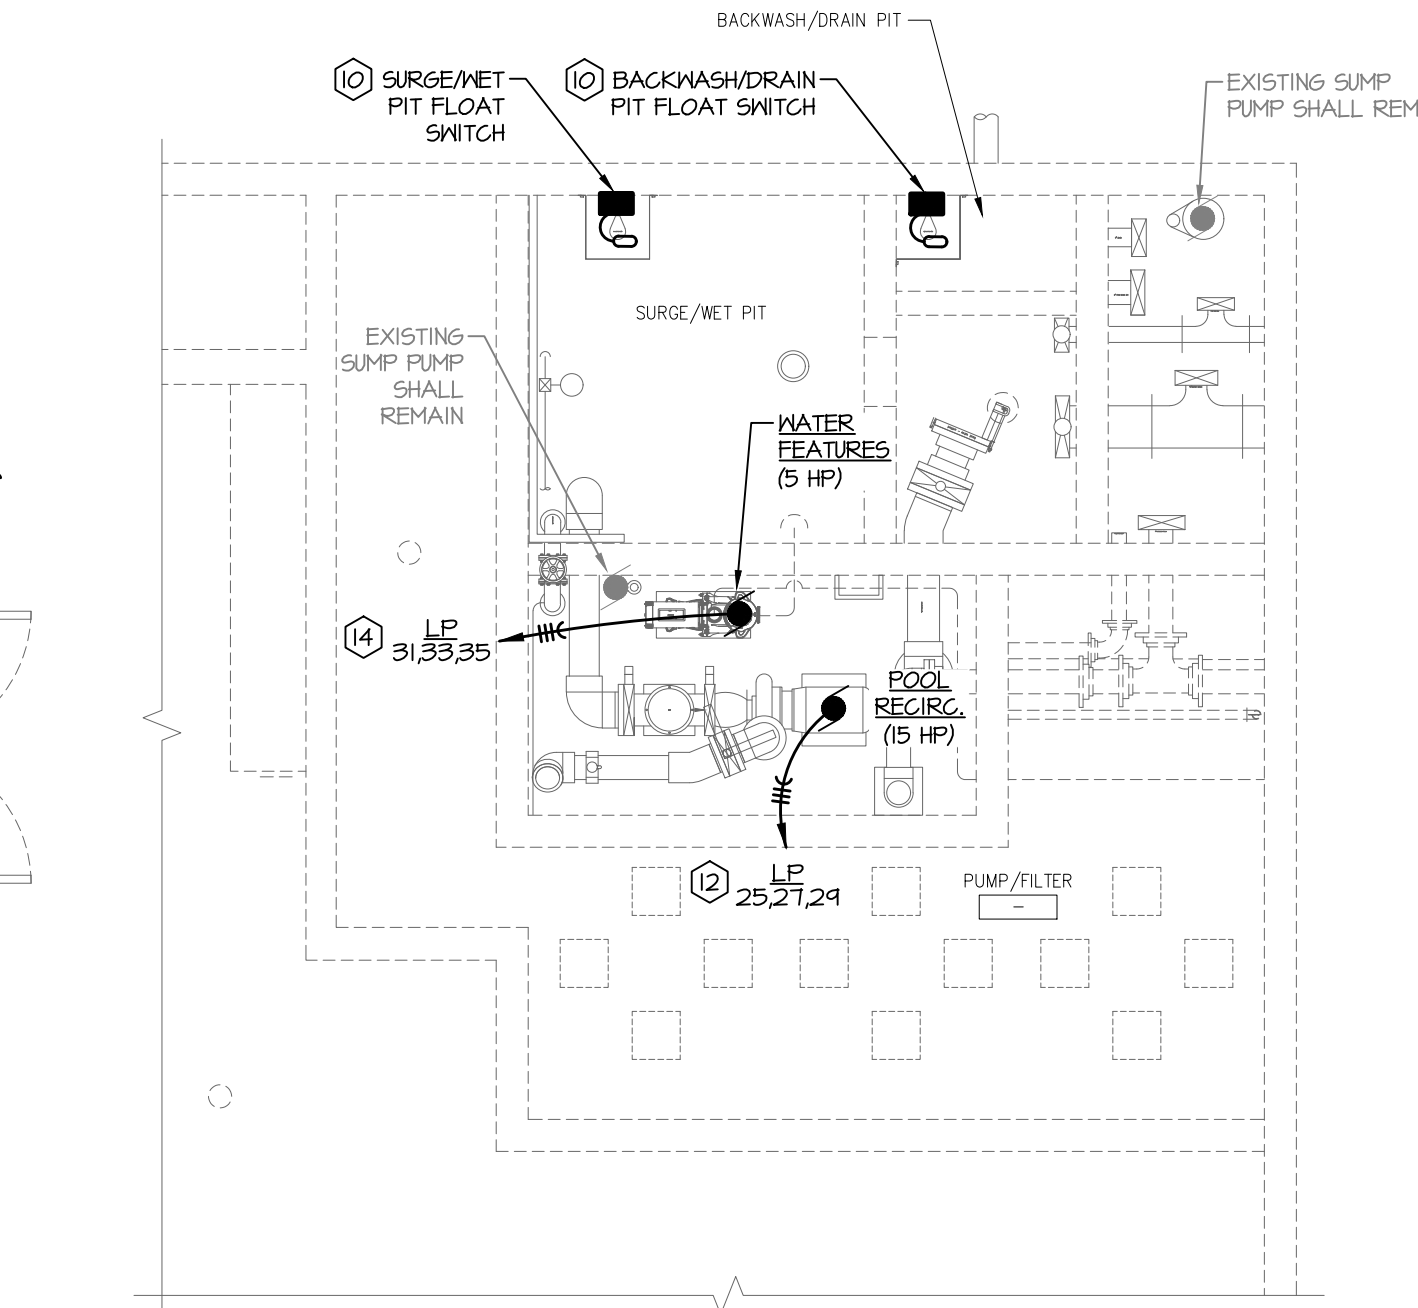 BACKWASH/DRAIN PIT
10 SURGE/WET
PIT FLOAT
SWITCH
10 BACKWASH/DRAIN
PIT FLOAT SWITCH
EXISTING SUMP
PUMP SHALL REM
SURGE/WET PIT
EXISTING
SUMP PUMP
SHALL
REMAIN
WATER
FEATURES
(5 HP)
14 LP
31,33,35
POOL
RECIRC.
(15 HP)
12 LP
25,27,29
PUMP/FILTER